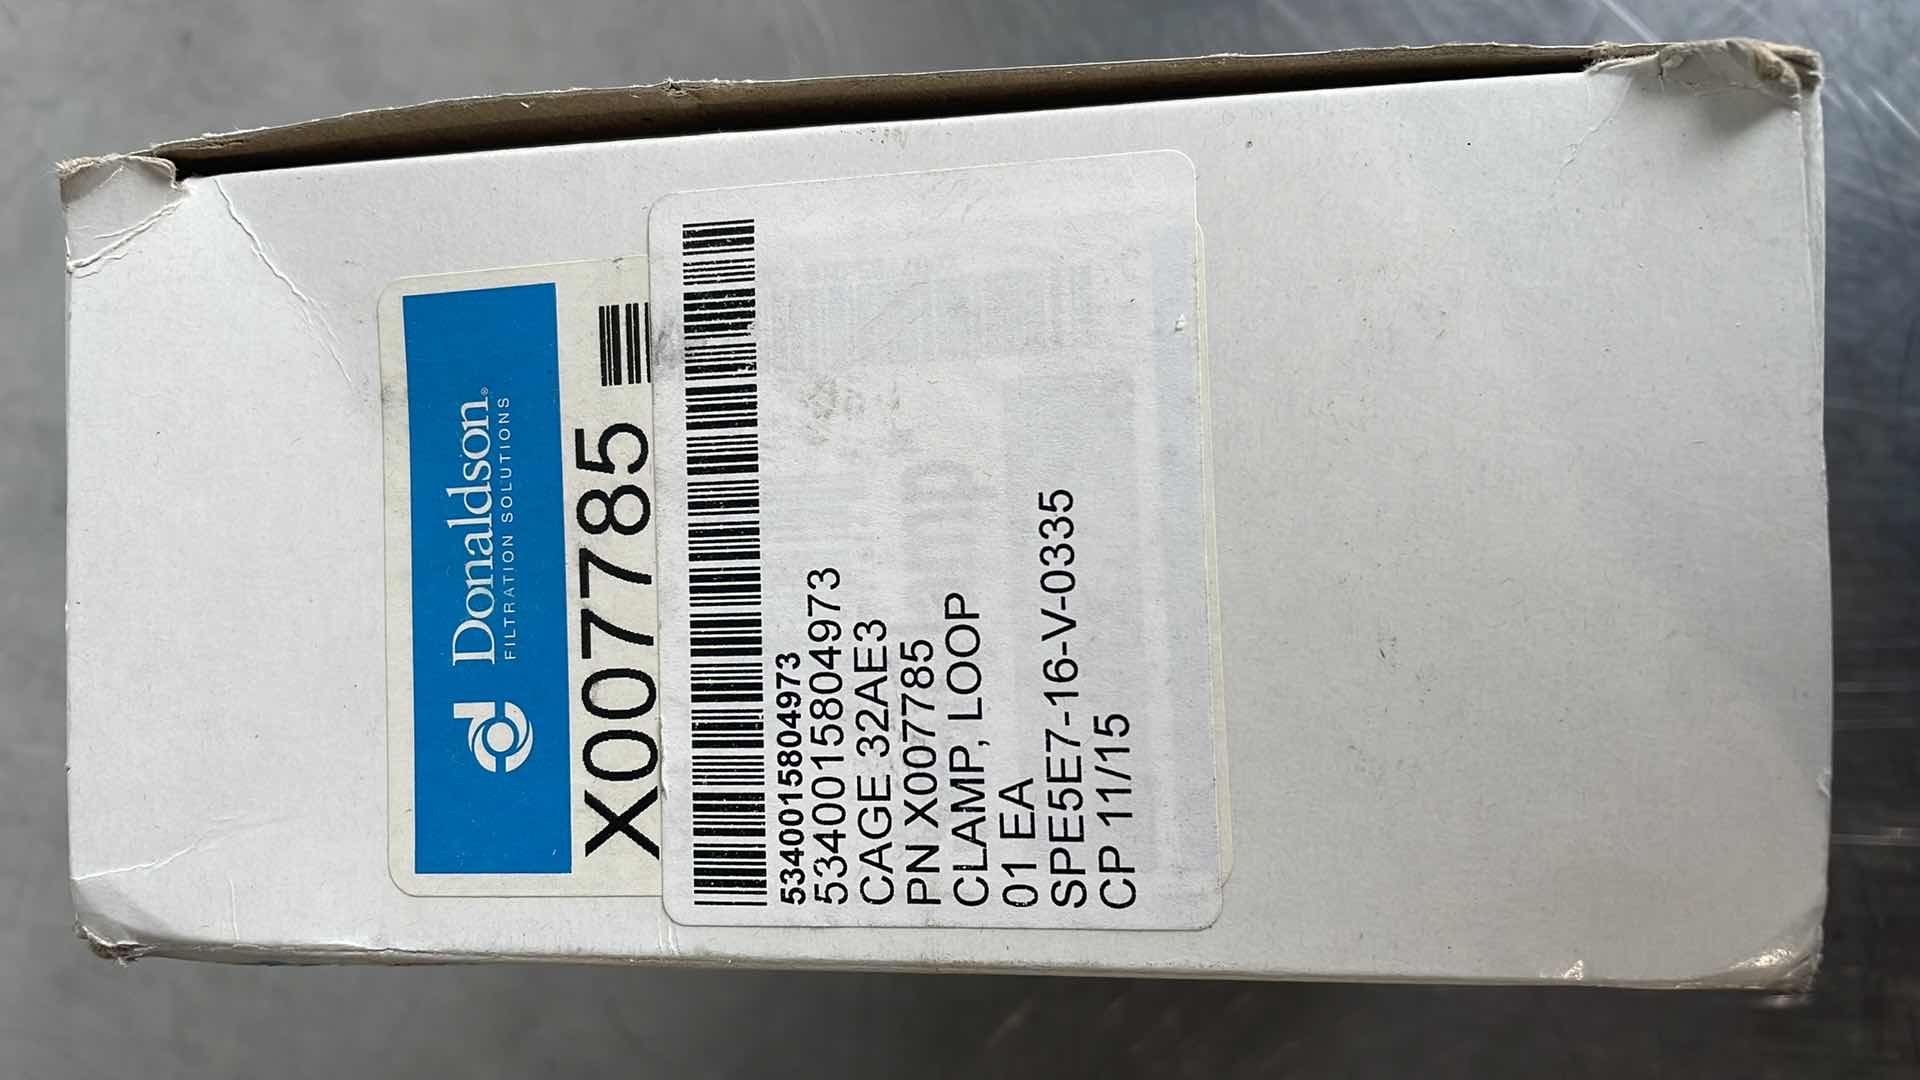 Donaldson®
FILTRATION SOLUTIONS
X007785
5340015804973
5340015804973
CAGE 32AE3
PN X007785
CLAMP, LOOP
01 EA
SPE5E7-16-V-0335
CP 11/15